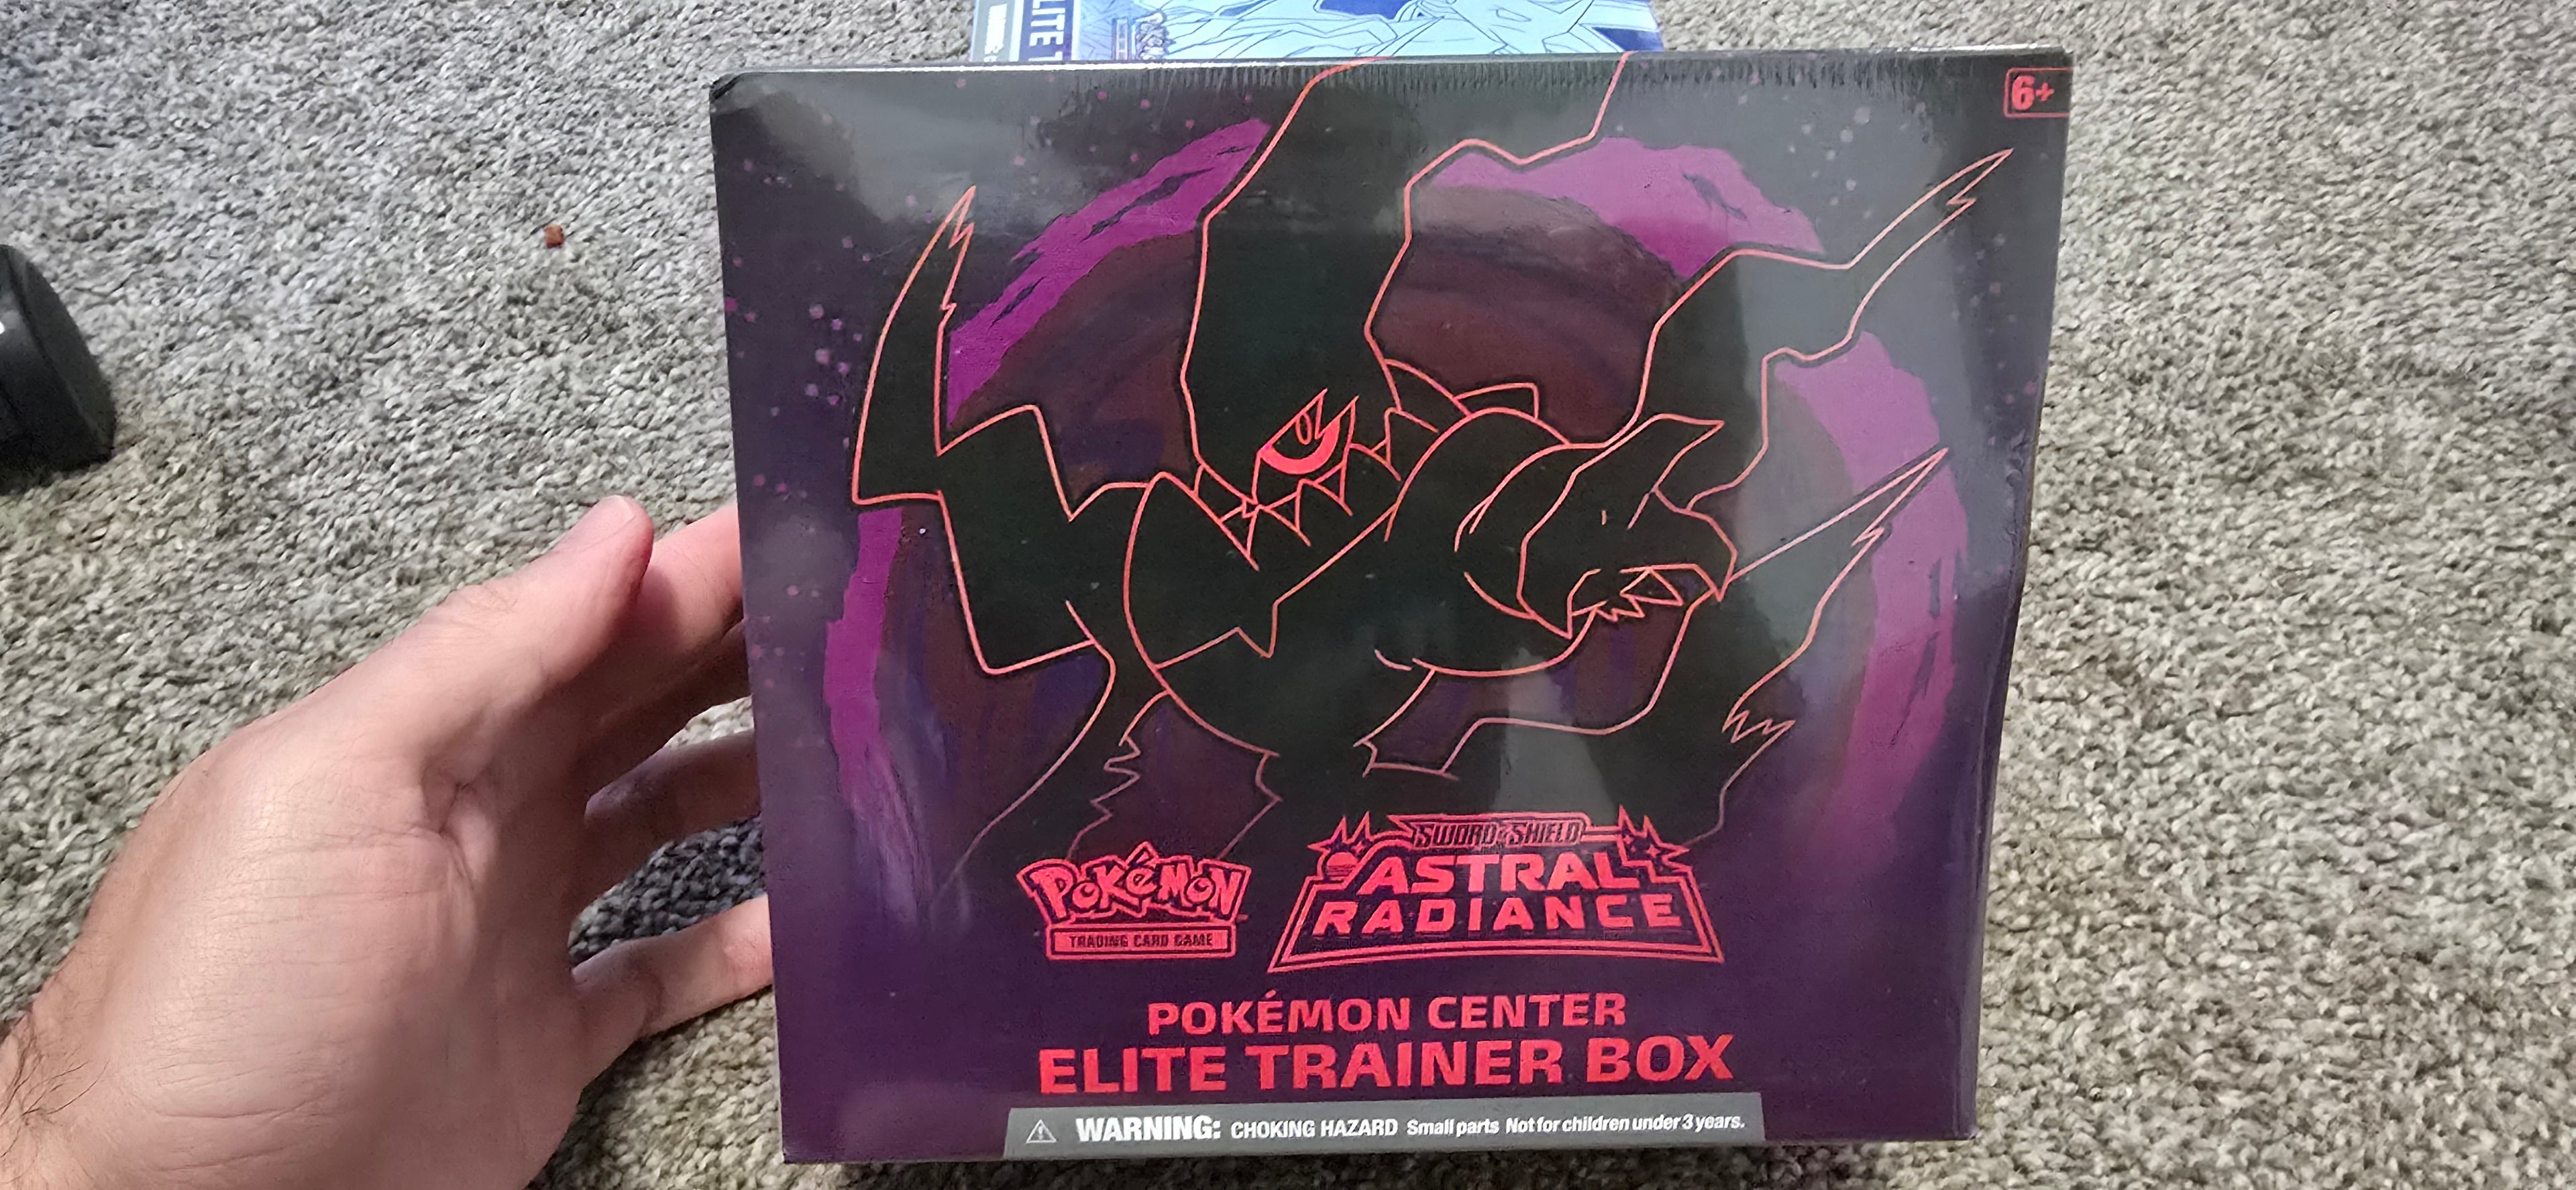 ELITE T
6+
SWORD & SHIELD
POKéMON
ASTRAL
TRADING CARD GAME
RADIANCE
POKÉMON CENTER
ELITE TRAINER BOX
WARNING: CHOKING HAZARD Small parts Not for children under 3 years.